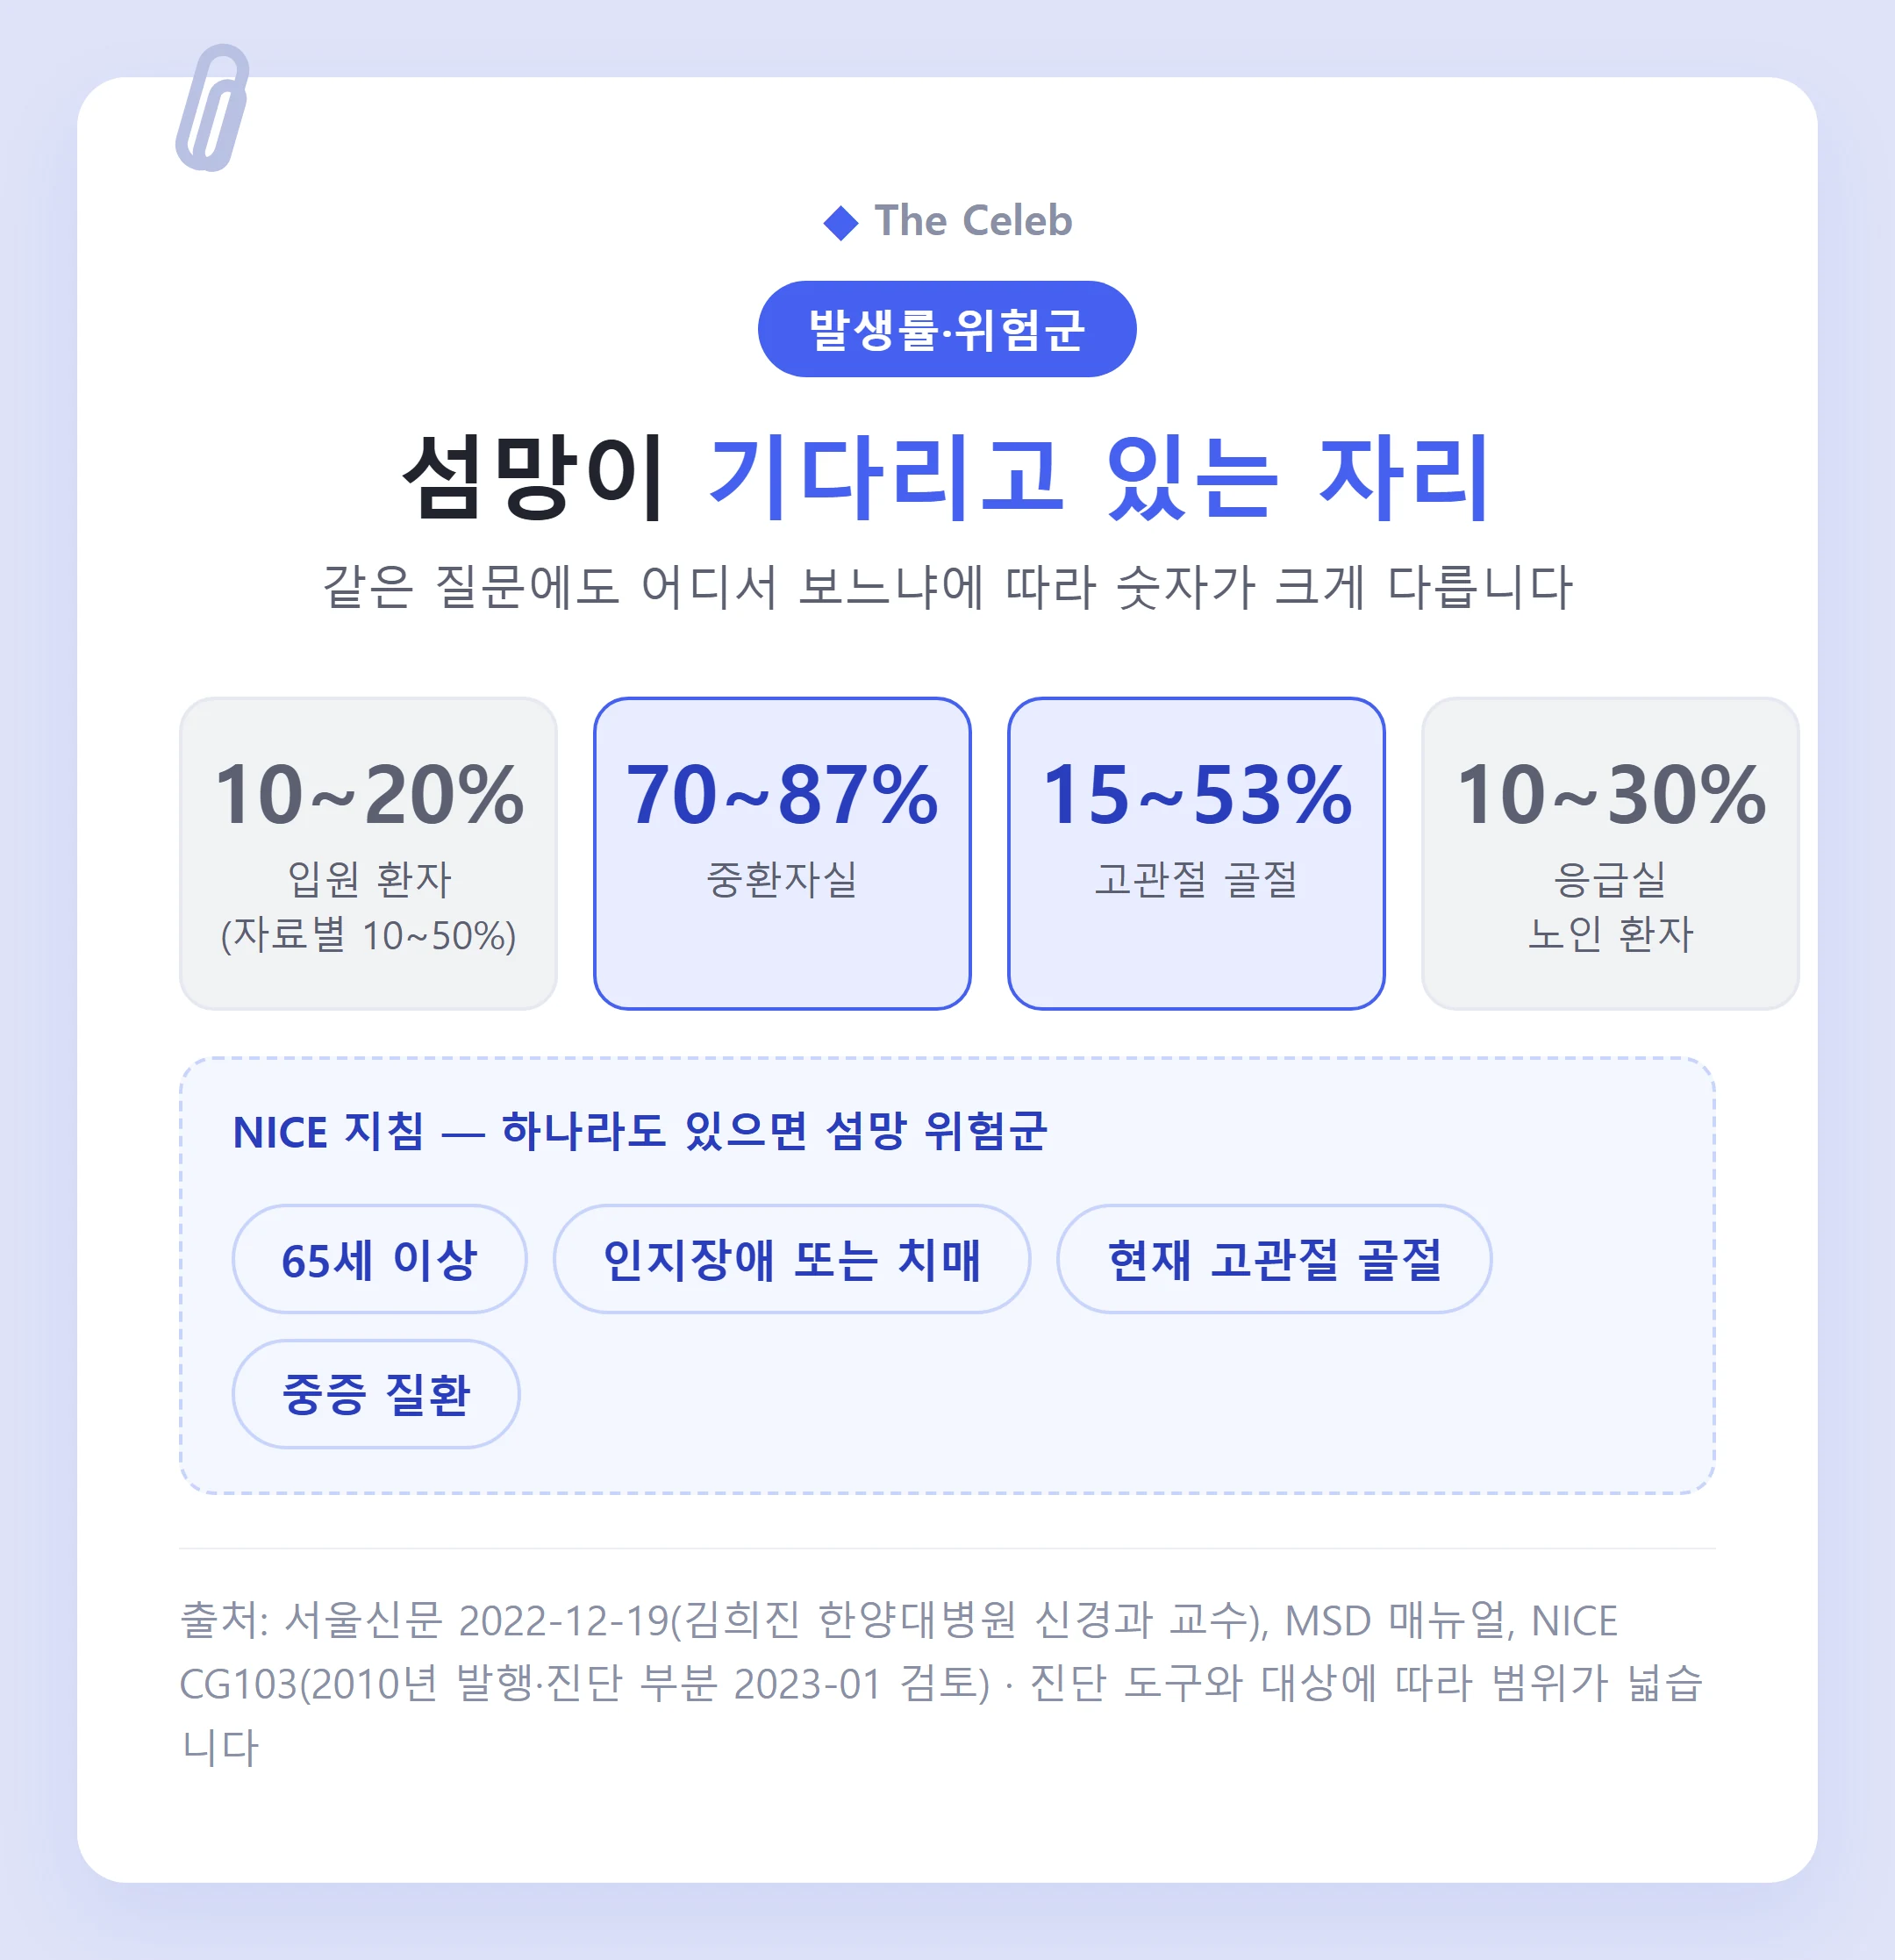 The Celeb
발생률·위험군
섬망이 기다리고 있는 자리
같은 질문에도 어디서 보느냐에 따라 숫자가 크게 다릅니다
10~20%
입원 환자
(자료별 10~50%)
70~87%
중환자실
15~53%
고관절 골절
10~30%
응급실
노인 환자
NICE 지침 — 하나라도 있으면 섬망 위험군
65세 이상
인지장애 또는 치매
현재 고관절 골절
중증 질환
출처: 서울신문 2022-12-19(김희진 한양대병원 신경과 교수), MSD 매뉴얼, NICE
CG103(2010년 발행·진단 부분 2023-01 검토) · 진단 도구와 대상에 따라 범위가 넓습
니다